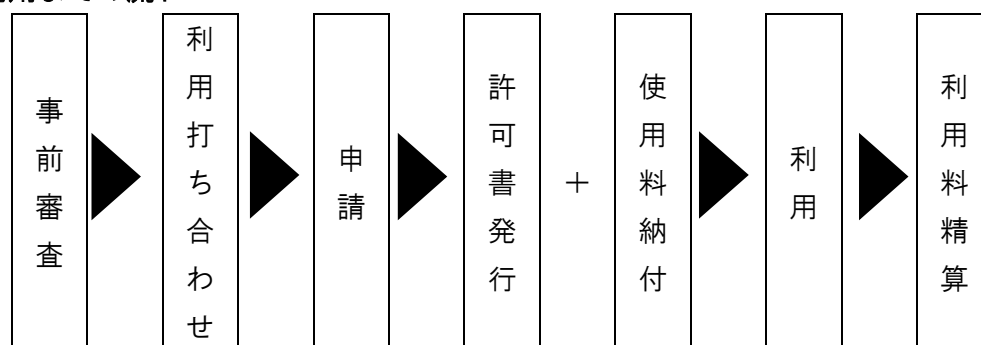 事前審査
利用打ち合わせ
申請
許可書発行
+
使用料納付
利用
利用料精算